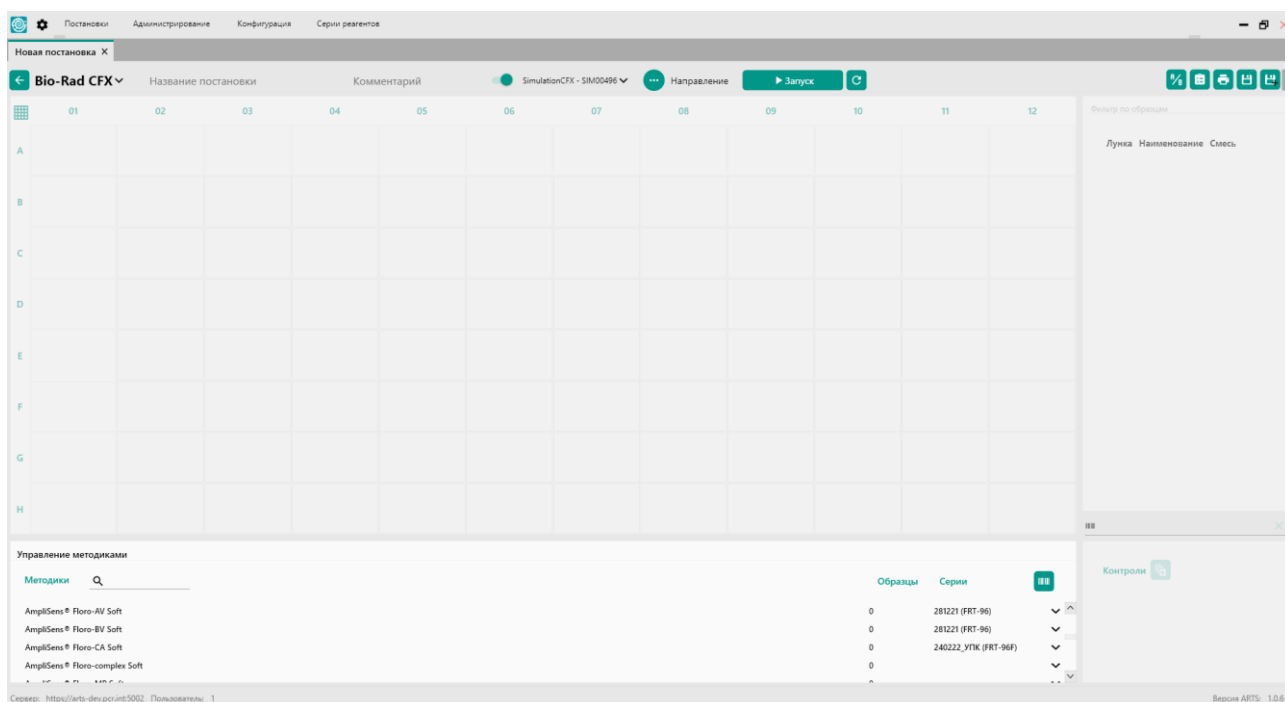 Постановки Администрирование Конфигурация Серии реагентов
Новая постановка X
Bio-Rad CFX Название постановки Комментарий SimulationCFX - SIM00496 Направление Запуск
01 02 03 04 05 06 07 08 09 10 11 12
Фильтр по образцам
Лунка Наименование Смесь
A
B
C
D
E
F
G
H
Управление методиками
Методики Образцы Серии
Контроли
AmpliSens® Floro-AV Soft 0 281221 (FRT-96)
AmpliSens® Floro-BV Soft 0 281221 (FRT-96)
AmpliSens® Floro-CA Soft 0 240222_УПК (FRT-96F)
AmpliSens® Floro-complex Soft 0
Сервер: https://arts-dev.pcr.int:5002 Пользователь: 1 Версия ARTS: 1.0.6